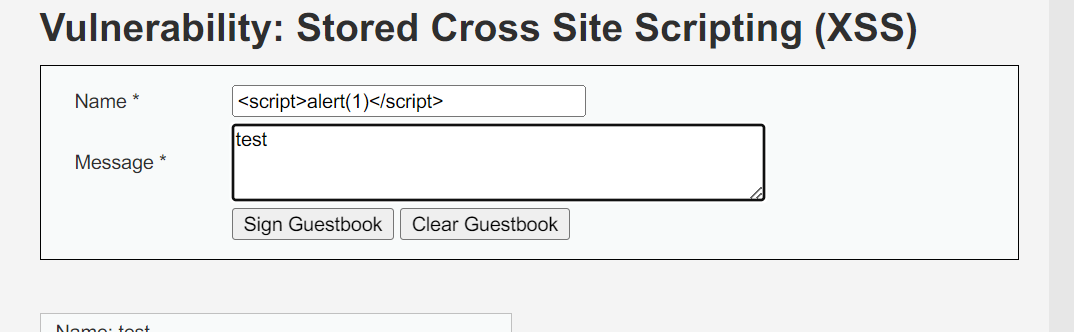 Vulnerability: Stored Cross Site Scripting (XSS)
Name * <script>alert(1)</script>
test
Message *
Sign Guestbook Clear Guestbook
Name: test